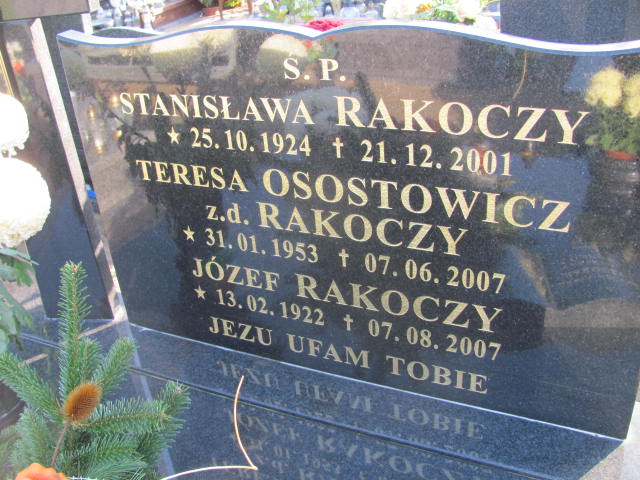 Ś. P.
STANISŁAWA RAKOCZY
★ 25.10.1924 ✝ 21.12.2001
TERESA OSOSTOWICZ
z.d. RAKOCZY
★ 31.01.1953 ✝ 07.06.2007
JÓZEF RAKOCZY
★ 13.02.1922 ✝ 07.08.2007
JEZU UFAM TOBIE